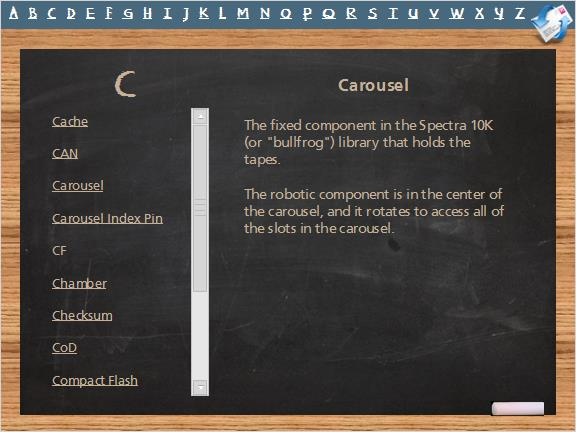 A B C D E F G H I J K L M N O P Q R S T U V W X Y Z
C
Cache
CAN
Carousel
Carousel Index Pin
CF
Chamber
Checksum
CoD
Compact Flash
Carousel
The fixed component in the Spectra 10K
(or "bullfrog") library that holds the
tapes.
The robotic component is in the center of
the carousel, and it rotates to access all of
the slots in the carousel.